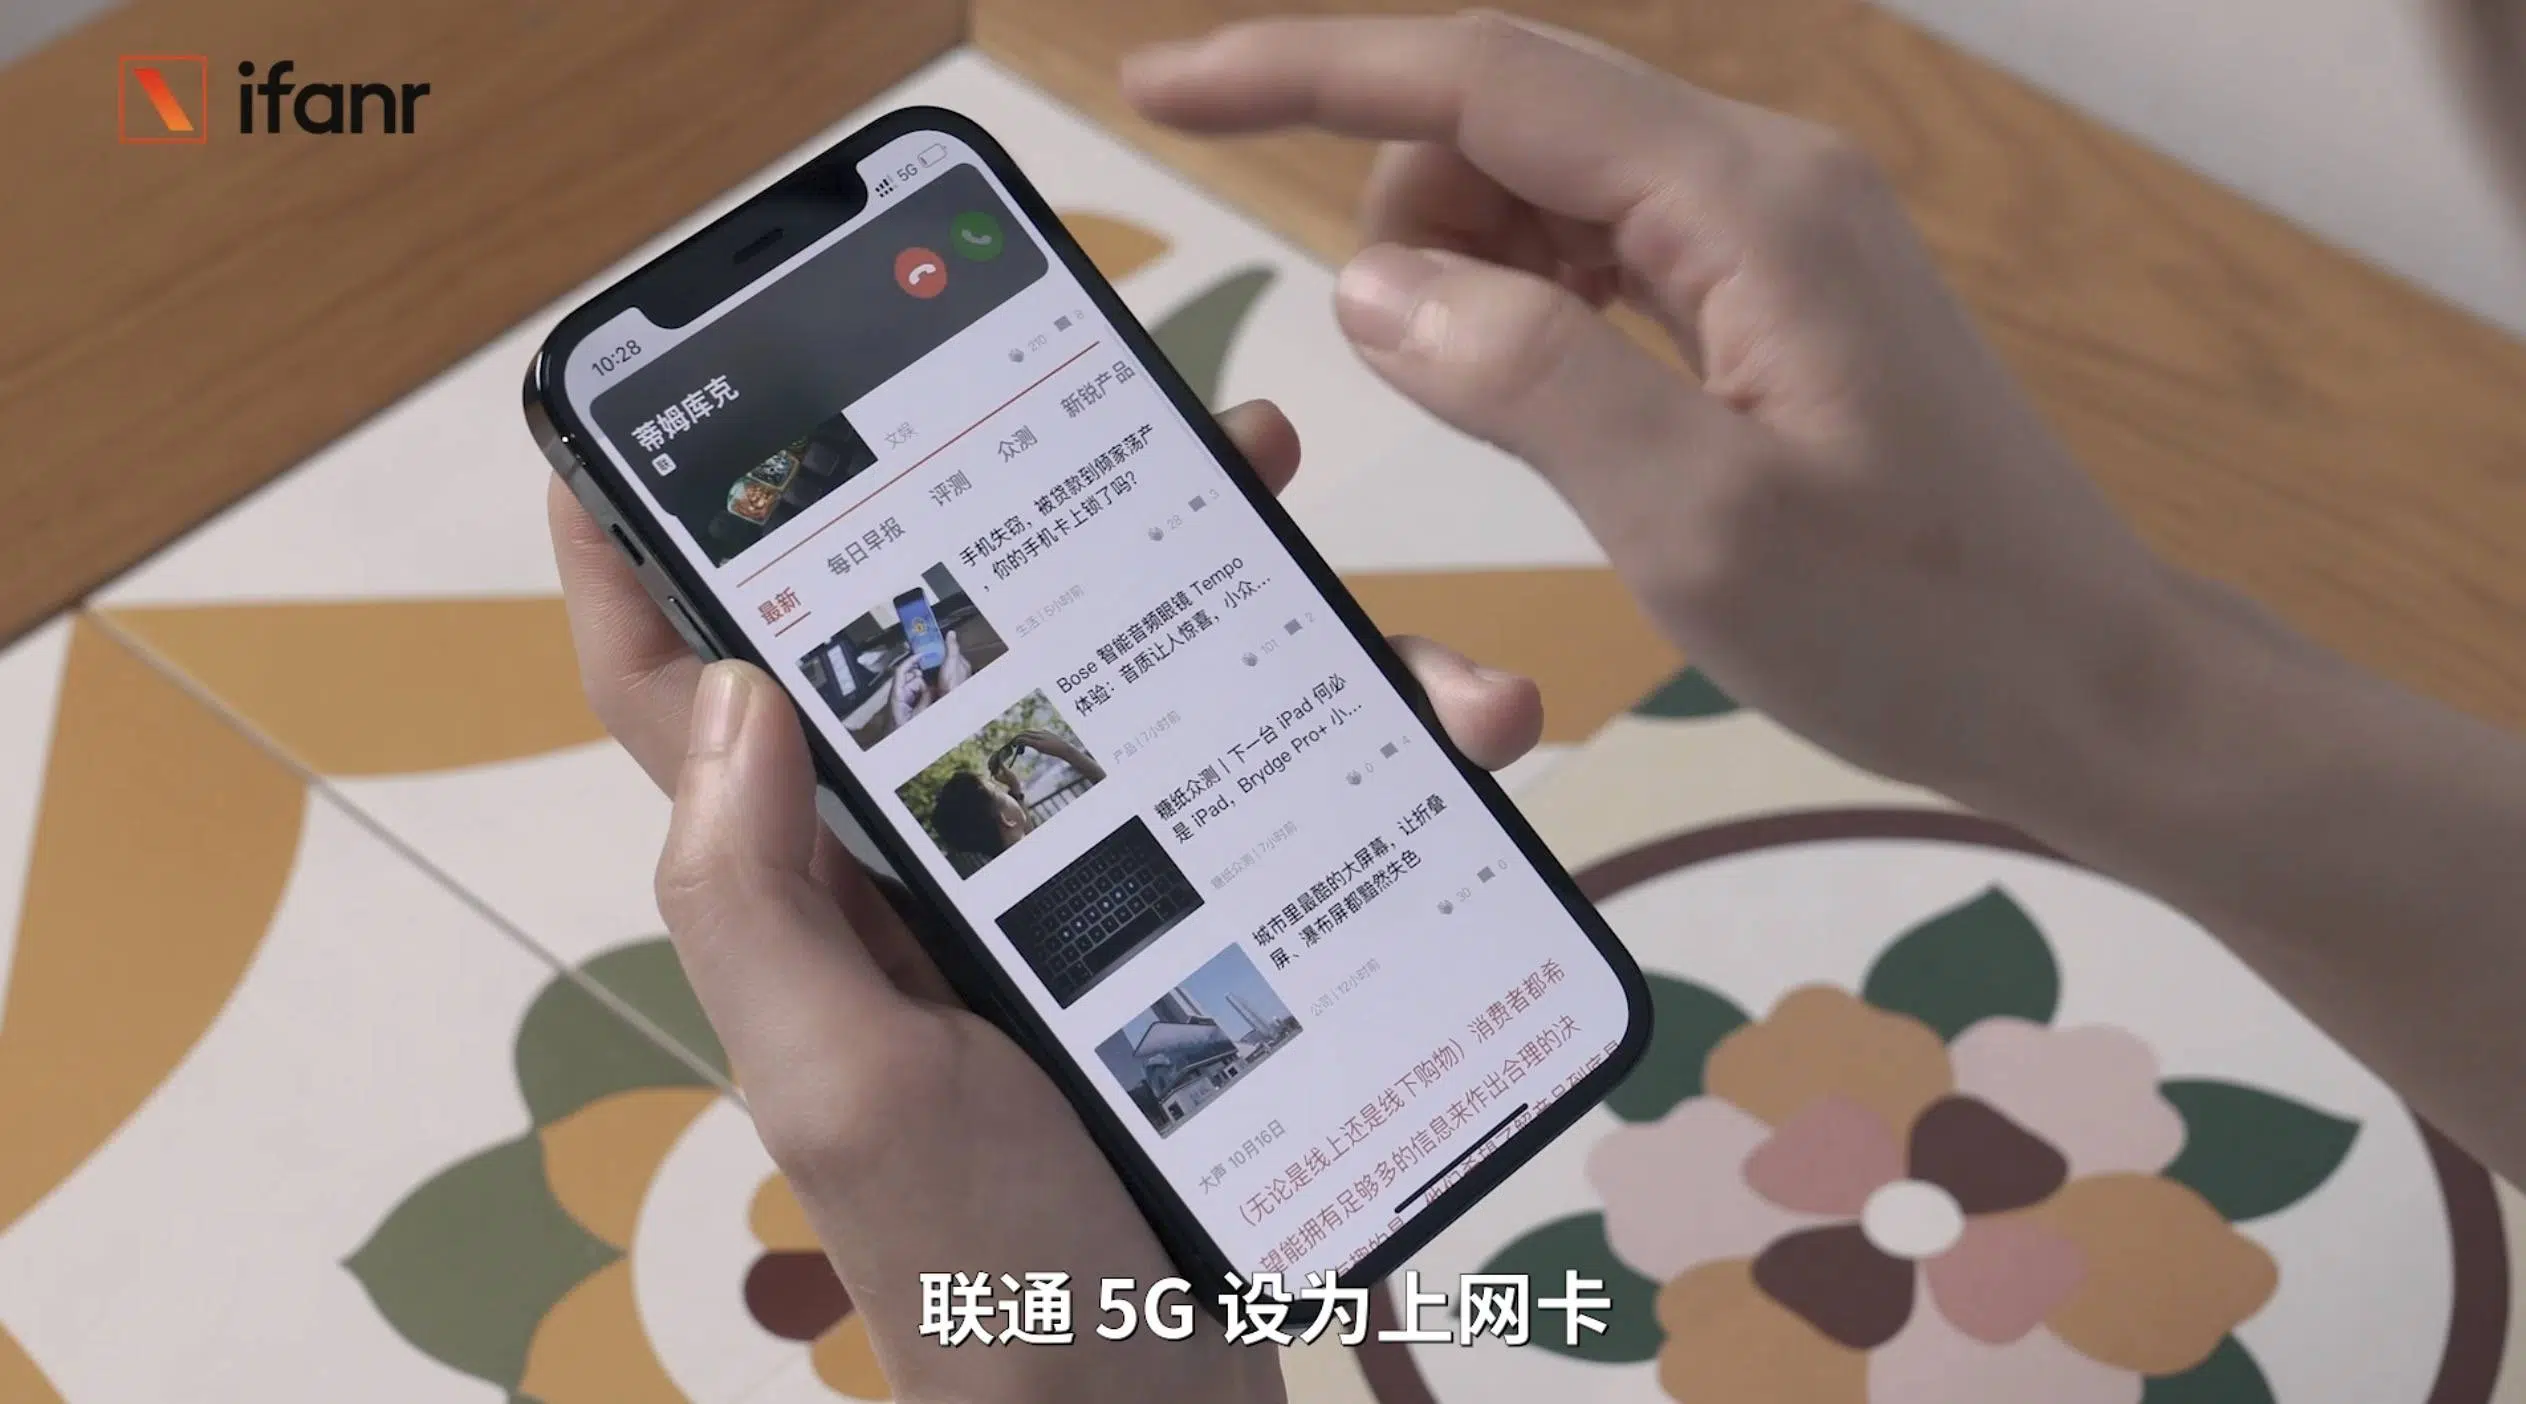 ifanr
10:28
5G
蒂姆库克
联
文娱
210
8
最新
每日早报
评测
众测
新锐产品
手机失窃，被贷款到倾家荡产
，你的手机卡上锁了吗？
生活 | 5小时前
28
3
Bose 智能音频眼镜 Tempo
体验：音质让人惊喜，小众...
产品 | 7小时前
101
2
糖纸众测 | 下一台 iPad 何必
是 iPad，Brydge Pro+ 小...
糖纸众测 | 7小时前
0
4
城市里最酷的大屏幕，让折叠
屏、瀑布屏都黯然失色
公司 | 12小时前
30
0
大声 10月16日
（无论是线上还是线下购物）消费者都希
望能拥有足够多的信息来作出合理的决
联通 5G 设为上网卡